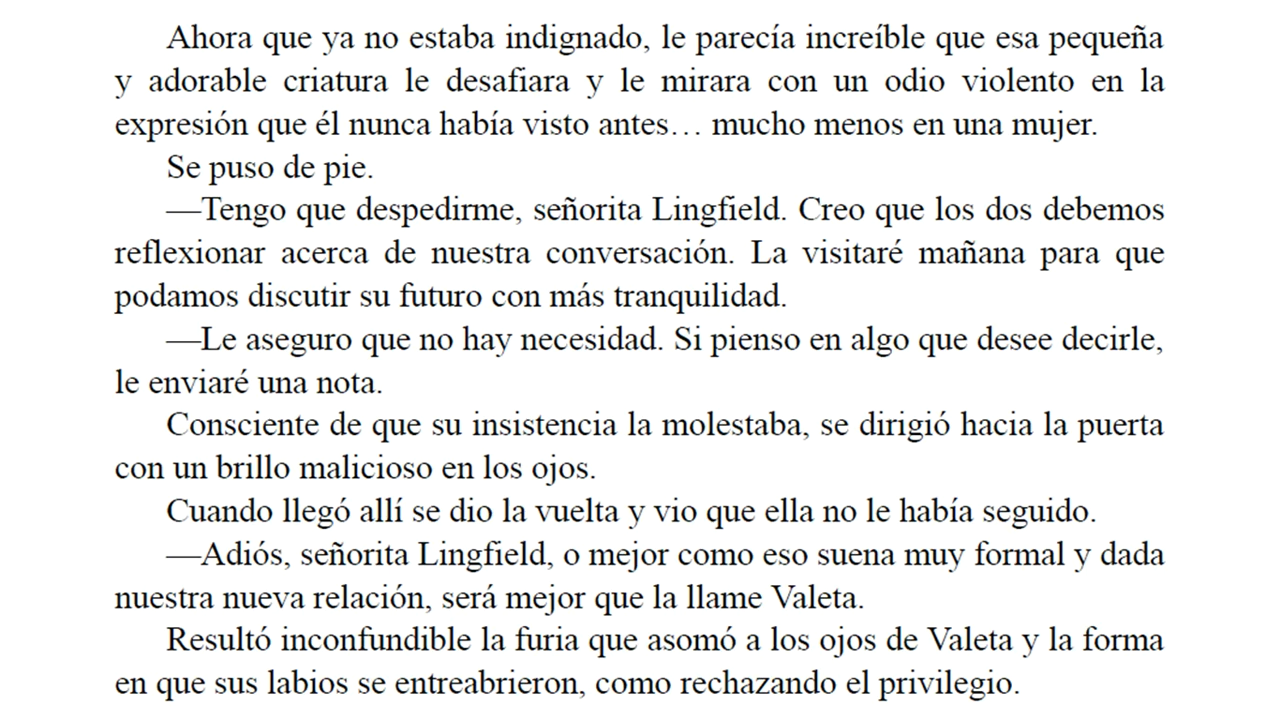 Ahora que ya no estaba indignado, le parecía increíble que esa pequeña
y adorable criatura le desafiara y le mirara con un odio violento en la
expresión que él nunca había visto antes… mucho menos en una mujer.
Se puso de pie.
—Tengo que despedirme, señorita Lingfield. Creo que los dos debemos
reflexionar acerca de nuestra conversación. La visitaré mañana para que
podamos discutir su futuro con más tranquilidad.
—Le aseguro que no hay necesidad. Si pienso en algo que desee decirle,
le enviaré una nota.
Consciente de que su insistencia la molestaba, se dirigió hacia la puerta
con un brillo malicioso en los ojos.
Cuando llegó allí se dio la vuelta y vio que ella no le había seguido.
—Adiós, señorita Lingfield, o mejor como eso suena muy formal y dada
nuestra nueva relación, será mejor que la llame Valeta.
Resultó inconfundible la furia que asomó a los ojos de Valeta y la forma
en que sus labios se entreabrieron, como rechazando el privilegio.